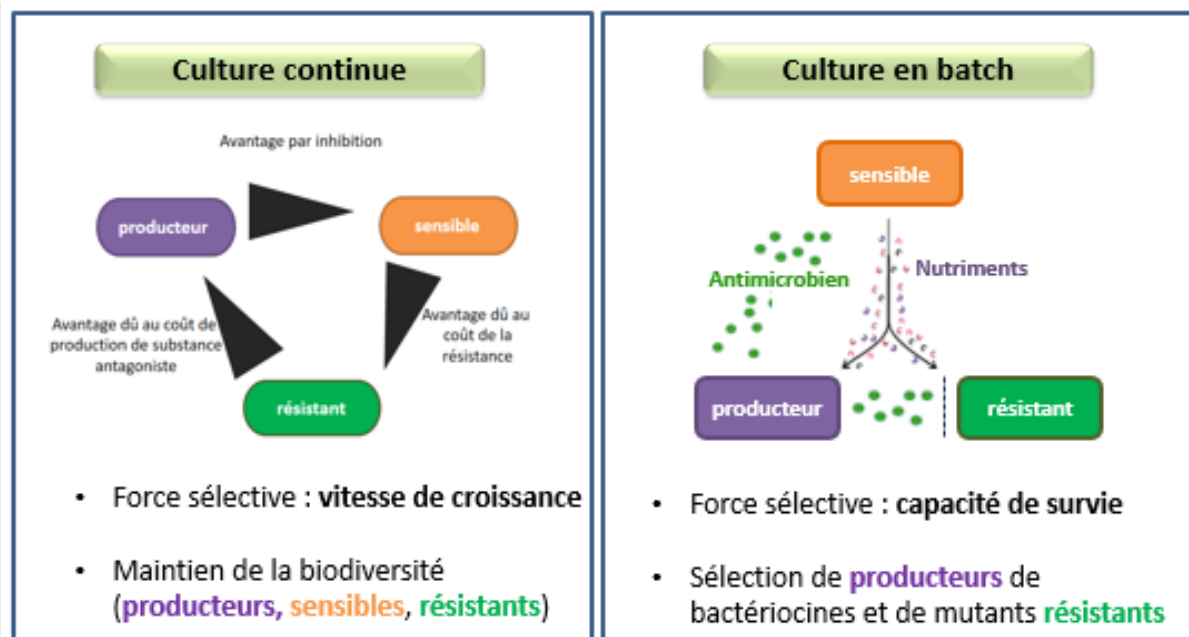 Culture continue
Avantage par inhibition
producteur
sensible
Avantage dû au coût de
production de substance
antagoniste
Avantage dû au
coût de la
résistance
résistant
• Force sélective : vitesse de croissance
• Maintien de la biodiversité
(producteurs, sensibles, résistants)
Culture en batch
sensible
Antimicrobien
Nutriments
producteur
résistant
• Force sélective : capacité de survie
• Sélection de producteurs de
bactériocines et de mutants résistants